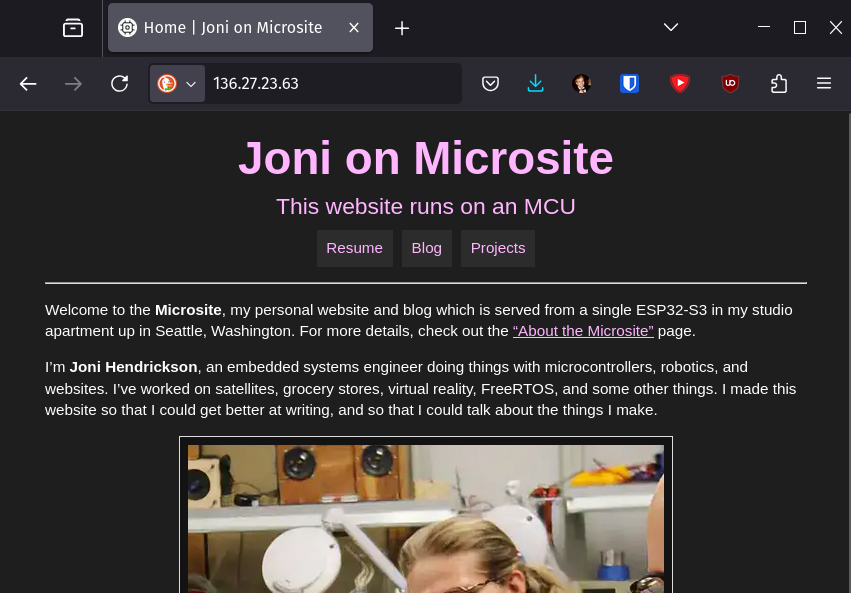 Home | Joni on Microsite
136.27.23.63
Joni on Microsite
This website runs on an MCU
Resume Blog Projects
Welcome to the Microsite, my personal website and blog which is served from a single ESP32-S3 in my studio
apartment up in Seattle, Washington. For more details, check out the “About the Microsite” page.
I’m Joni Hendrickson, an embedded systems engineer doing things with microcontrollers, robotics, and
websites. I’ve worked on satellites, grocery stores, virtual reality, FreeRTOS, and some other things. I made this
website so that I could get better at writing, and so that I could talk about the things I make.